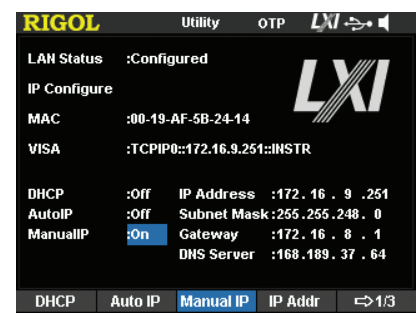 RIGOL Utility OTP LXI
LAN Status :Configured
IP Configure
LXI
MAC :00-19-AF-5B-24-14
VISA :TCPIP0::172.16.9.251::INSTR
DHCP :Off IP Address :172. 16 . 9 .251
AutoIP :Off Subnet Mask:255.255.248. 0
ManualIP :On Gateway :172. 16 . 8 . 1
DNS Server :168.189. 37 . 64
DHCP Auto IP Manual IP IP Addr ⇨1/3